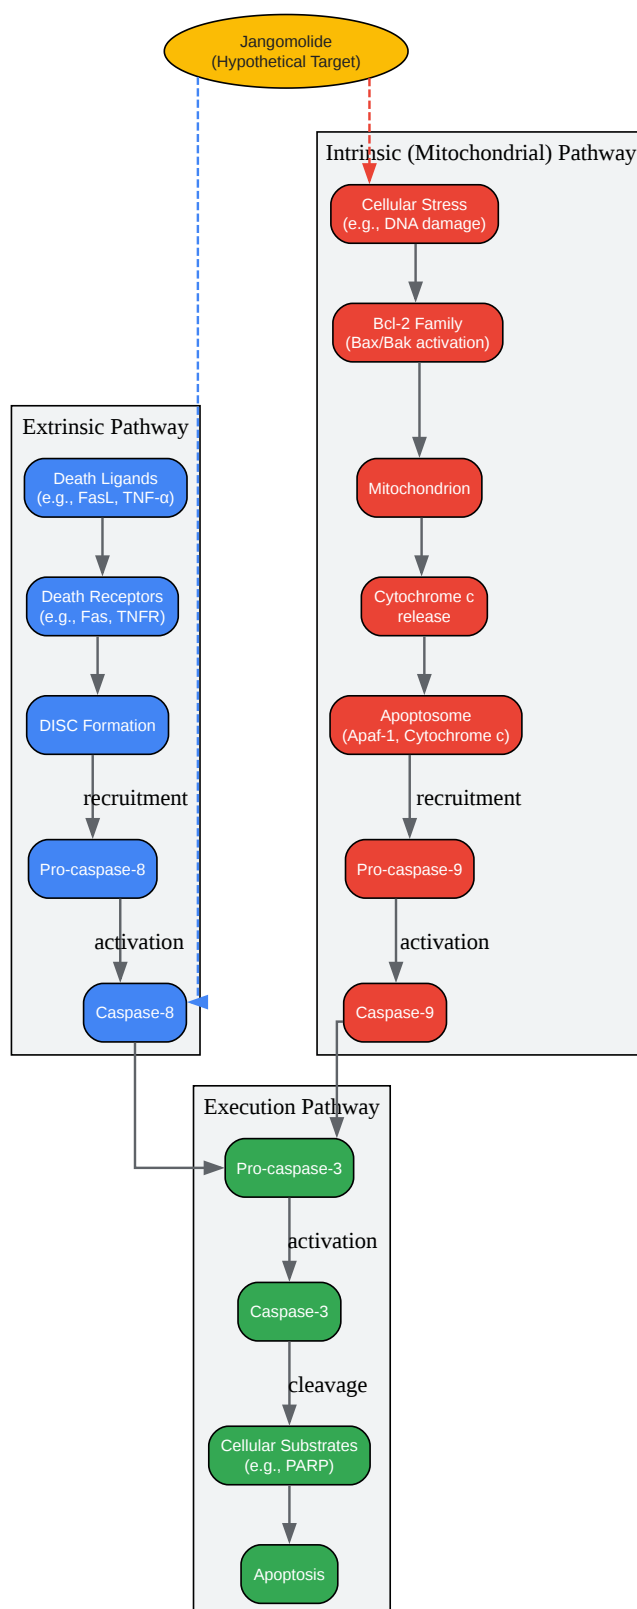 Jangomolide
(Hypothetical Target)
Intrinsic (Mitochondrial) Pathway
Cellular Stress
(e.g., DNA damage)
Bcl-2 Family
(Bax/Bak activation)
Mitochondrion
Cytochrome c
release
Apoptosome
(Apaf-1, Cytochrome c)
recruitment
Pro-caspase-9
activation
Caspase-9
Extrinsic Pathway
Death Ligands
(e.g., FasL, TNF-α)
Death Receptors
(e.g., Fas, TNFR)
DISC Formation
recruitment
Pro-caspase-8
activation
Caspase-8
Execution Pathway
Pro-caspase-3
activation
Caspase-3
cleavage
Cellular Substrates
(e.g., PARP)
Apoptosis